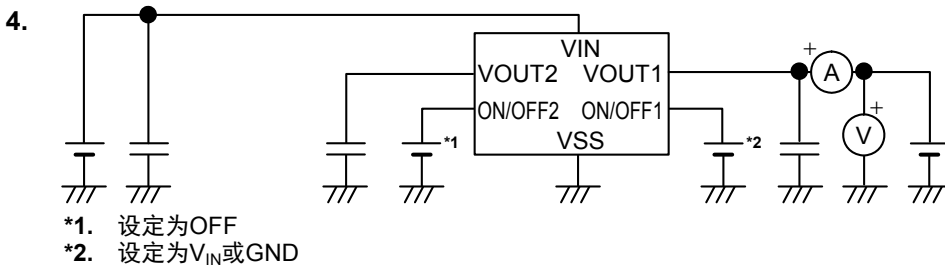 4.
VIN
VOUT2 VOUT1
ON/OFF2 ON/OFF1
VSS
*1
*2
+
A
+
V
*1. 设定为OFF
*2. 设定为V_IN或GND